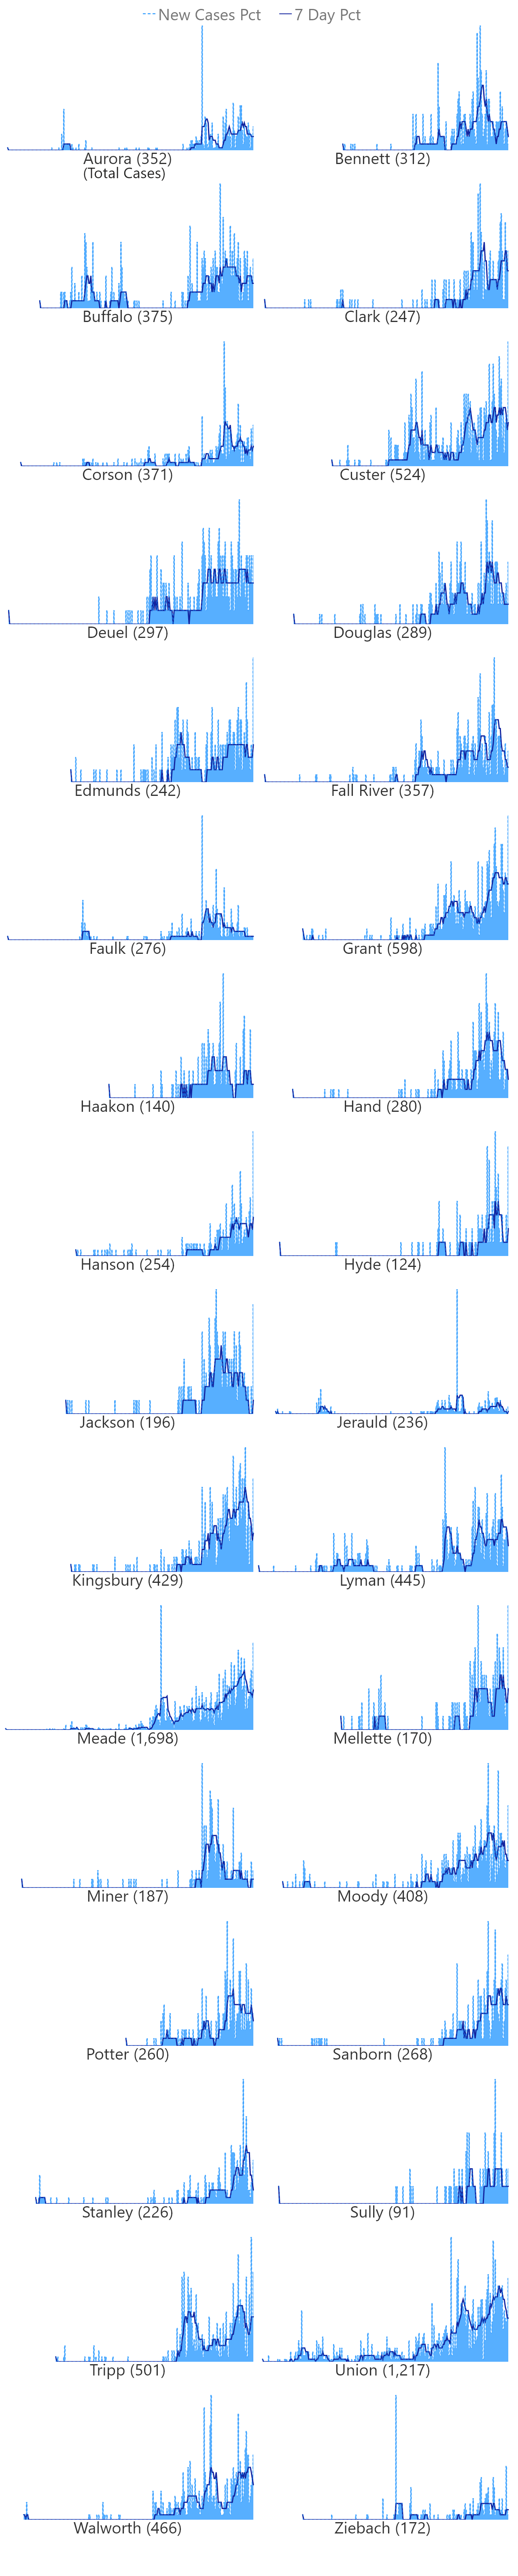 New Cases Pct 7 Day Pct
Aurora (352) Bennett (312)
(Total Cases)
Buffalo (375) Clark (247)
Corson (371) Custer (524)
Deuel (297) Douglas (289)
Edmunds (242) Fall River (357)
Faulk (276) Grant (598)
Haakon (140) Hand (280)
Hanson (254) Hyde (124)
Jackson (196) Jerauld (236)
Kingsbury (429) Lyman (445)
Meade (1,698) Mellette (170)
Miner (187) Moody (408)
Potter (260) Sanborn (268)
Stanley (226) Sully (91)
Tripp (501) Union (1,217)
Walworth (466) Ziebach (172)